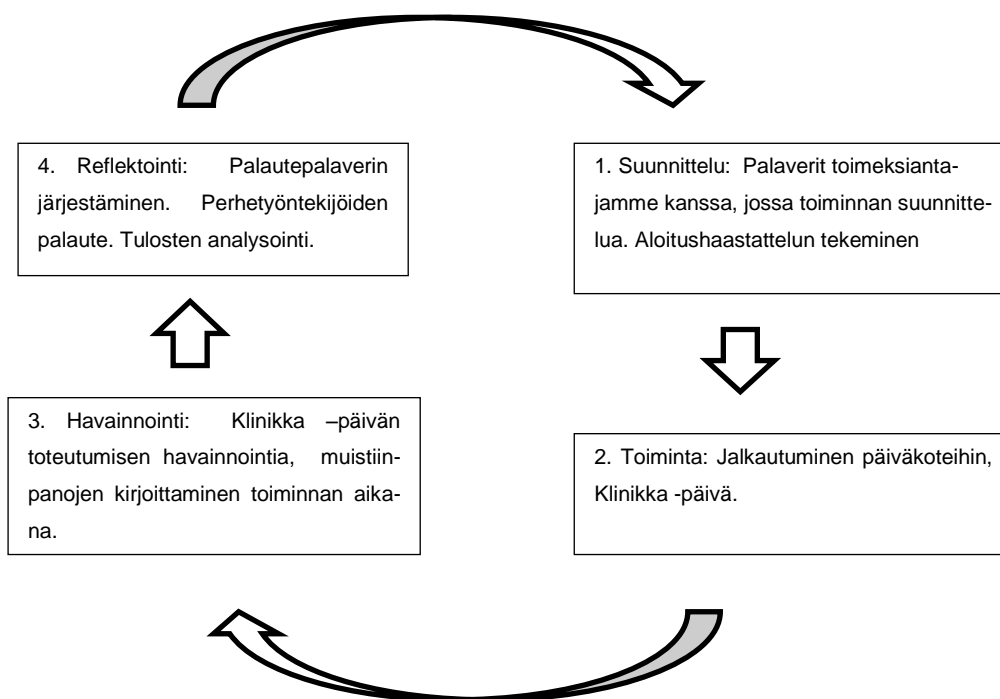 4. Reflektointi: Palautepalaverin
järjestäminen. Perhetyöntekijöiden
palaute. Tulosten analysointi.
1. Suunnittelu: Palaverit toimeksianta-
jamme kanssa, jossa toiminnan suunnitte-
lua. Aloitushaastattelun tekeminen
3. Havainnointi: Klinikka –päivän
toteutumisen havainnointia, muistiin-
panojen kirjoittaminen toiminnan aika-
na.
2. Toiminta: Jalkautuminen päiväkoteihin,
Klinikka -päivä.